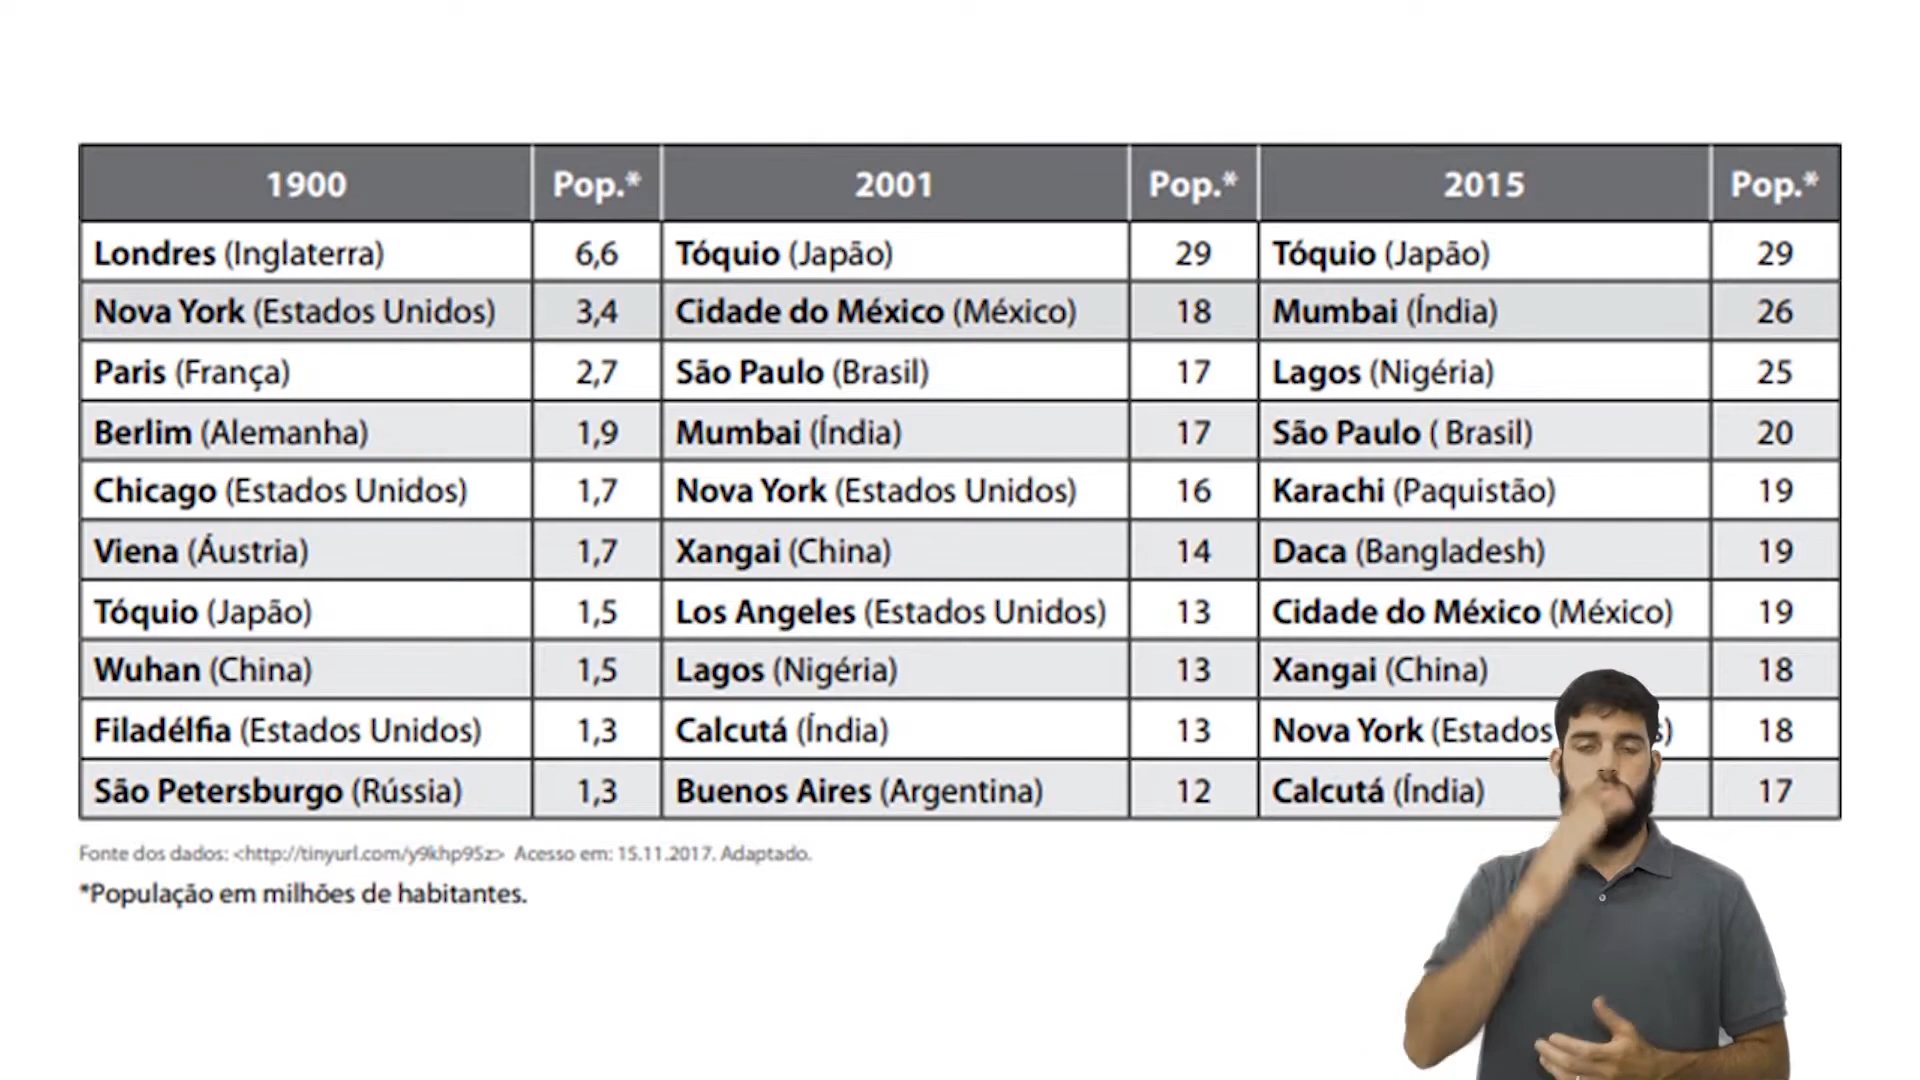 1900 Pop.* 2001 Pop.* 2015 Pop.*
Londres (Inglaterra) 6,6 Tóquio (Japão) 29 Tóquio (Japão) 29
Nova York (Estados Unidos) 3,4 Cidade do México (México) 18 Mumbai (Índia) 26
Paris (França) 2,7 São Paulo (Brasil) 17 Lagos (Nigéria) 25
Berlim (Alemanha) 1,9 Mumbai (Índia) 17 São Paulo ( Brasil) 20
Chicago (Estados Unidos) 1,7 Nova York (Estados Unidos) 16 Karachi (Paquistão) 19
Viena (Áustria) 1,7 Xangai (China) 14 Daca (Bangladesh) 19
Tóquio (Japão) 1,5 Los Angeles (Estados Unidos) 13 Cidade do México (México) 19
Wuhan (China) 1,5 Lagos (Nigéria) 13 Xangai (China) 18
Filadélfia (Estados Unidos) 1,3 Calcutá (Índia) 13 Nova York (Estados 18
São Petersburgo (Rússia) 1,3 Buenos Aires (Argentina) 12 Calcutá (Índia) 17
Fonte dos dados: <http://tinyurl.com/y9khp95z> Acesso em: 15.11.2017. Adaptado.
*População em milhões de habitantes.